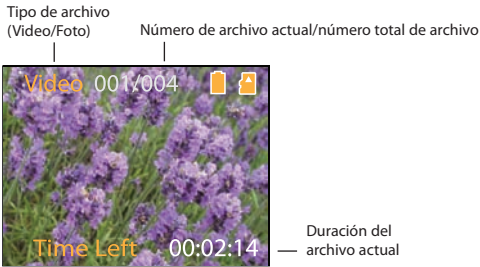 Tipo de archivo
(Video/Foto)
Número de archivo actual/número total de archivo
Video 001/004
Time Left 00:02:14
Duración del
archivo actual